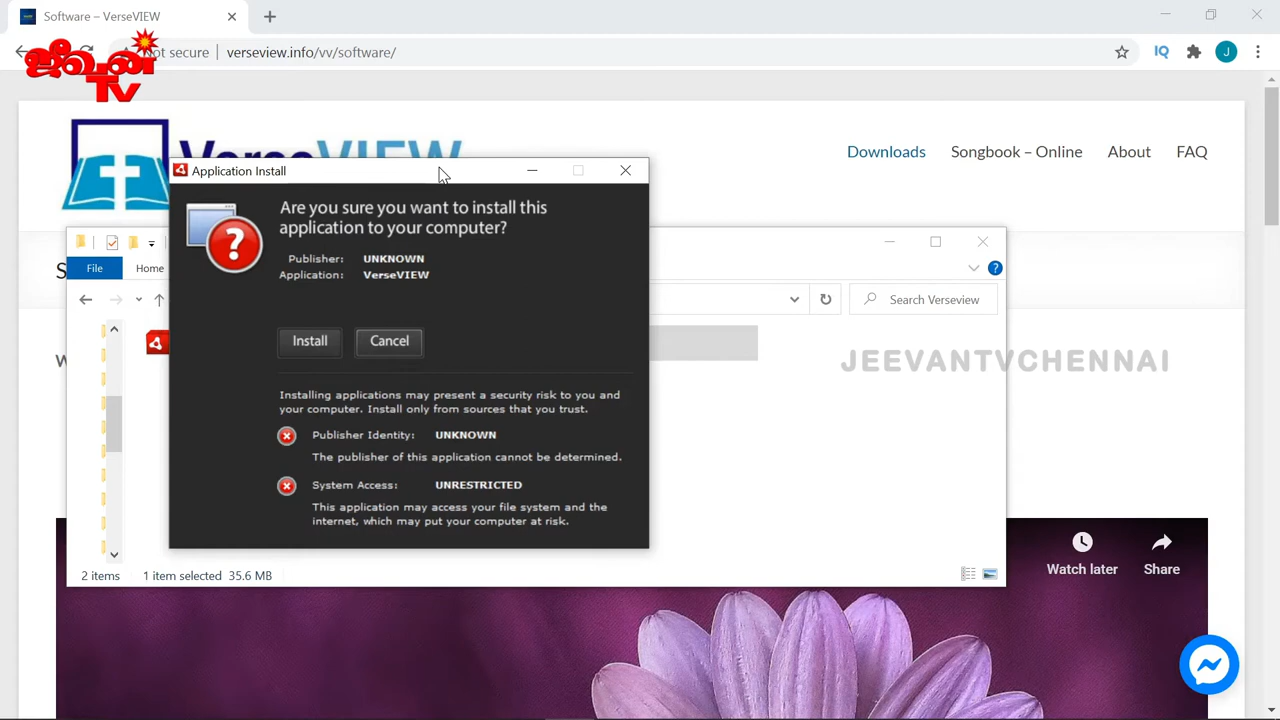 Software – VerseVIEW
Not secure
verseview.info/vv/software/
IQ
J
ஜீவன்
Tv
VerseVIEW
Downloads
Songbook – Online
About
FAQ
Application Install
Are you sure you want to install this
application to your computer?
Publisher: UNKNOWN
Application: VerseVIEW
Install
Cancel
Installing applications may present a security risk to you and
your computer. Install only from sources that you trust.
Publisher Identity: UNKNOWN
The publisher of this application cannot be determined.
System Access: UNRESTRICTED
This application may access your file system and the
internet, which may put your computer at risk.
File
Home
Search Verseview
JEEVANTVCHENNAI
2 items
1 item selected 35.6 MB
Watch later
Share